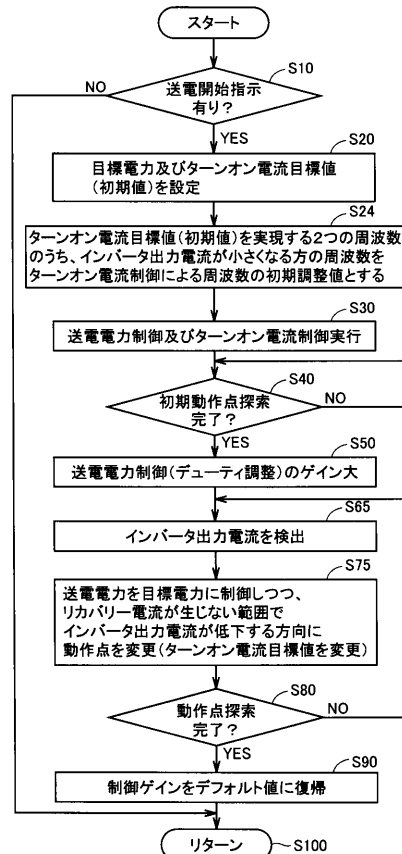 スタート
S10
送電開始指示
有り?
NO
YES
S20
目標電力及びターンオン電流目標値
(初期値)を設定
S24
ターンオン電流目標値(初期値)を実現する2つの周波数
のうち、インバータ出力電流が小さくなる方の周波数を
ターンオン電流制御による周波数の初期調整値とする
S30
送電電力制御及びターンオン電流制御実行
S40
初期動作点探索
完了?
NO
YES
S50
送電電力制御(デューティ調整)のゲイン大
S65
インバータ出力電流を検出
S75
送電電力を目標電力に制御しつつ、
リカバリー電流が生じない範囲で
インバータ出力電流が低下する方向に
動作点を変更(ターンオン電流目標値を変更)
S80
動作点探索
完了?
NO
YES
S90
制御ゲインをデフォルト値に復帰
リターン
S100